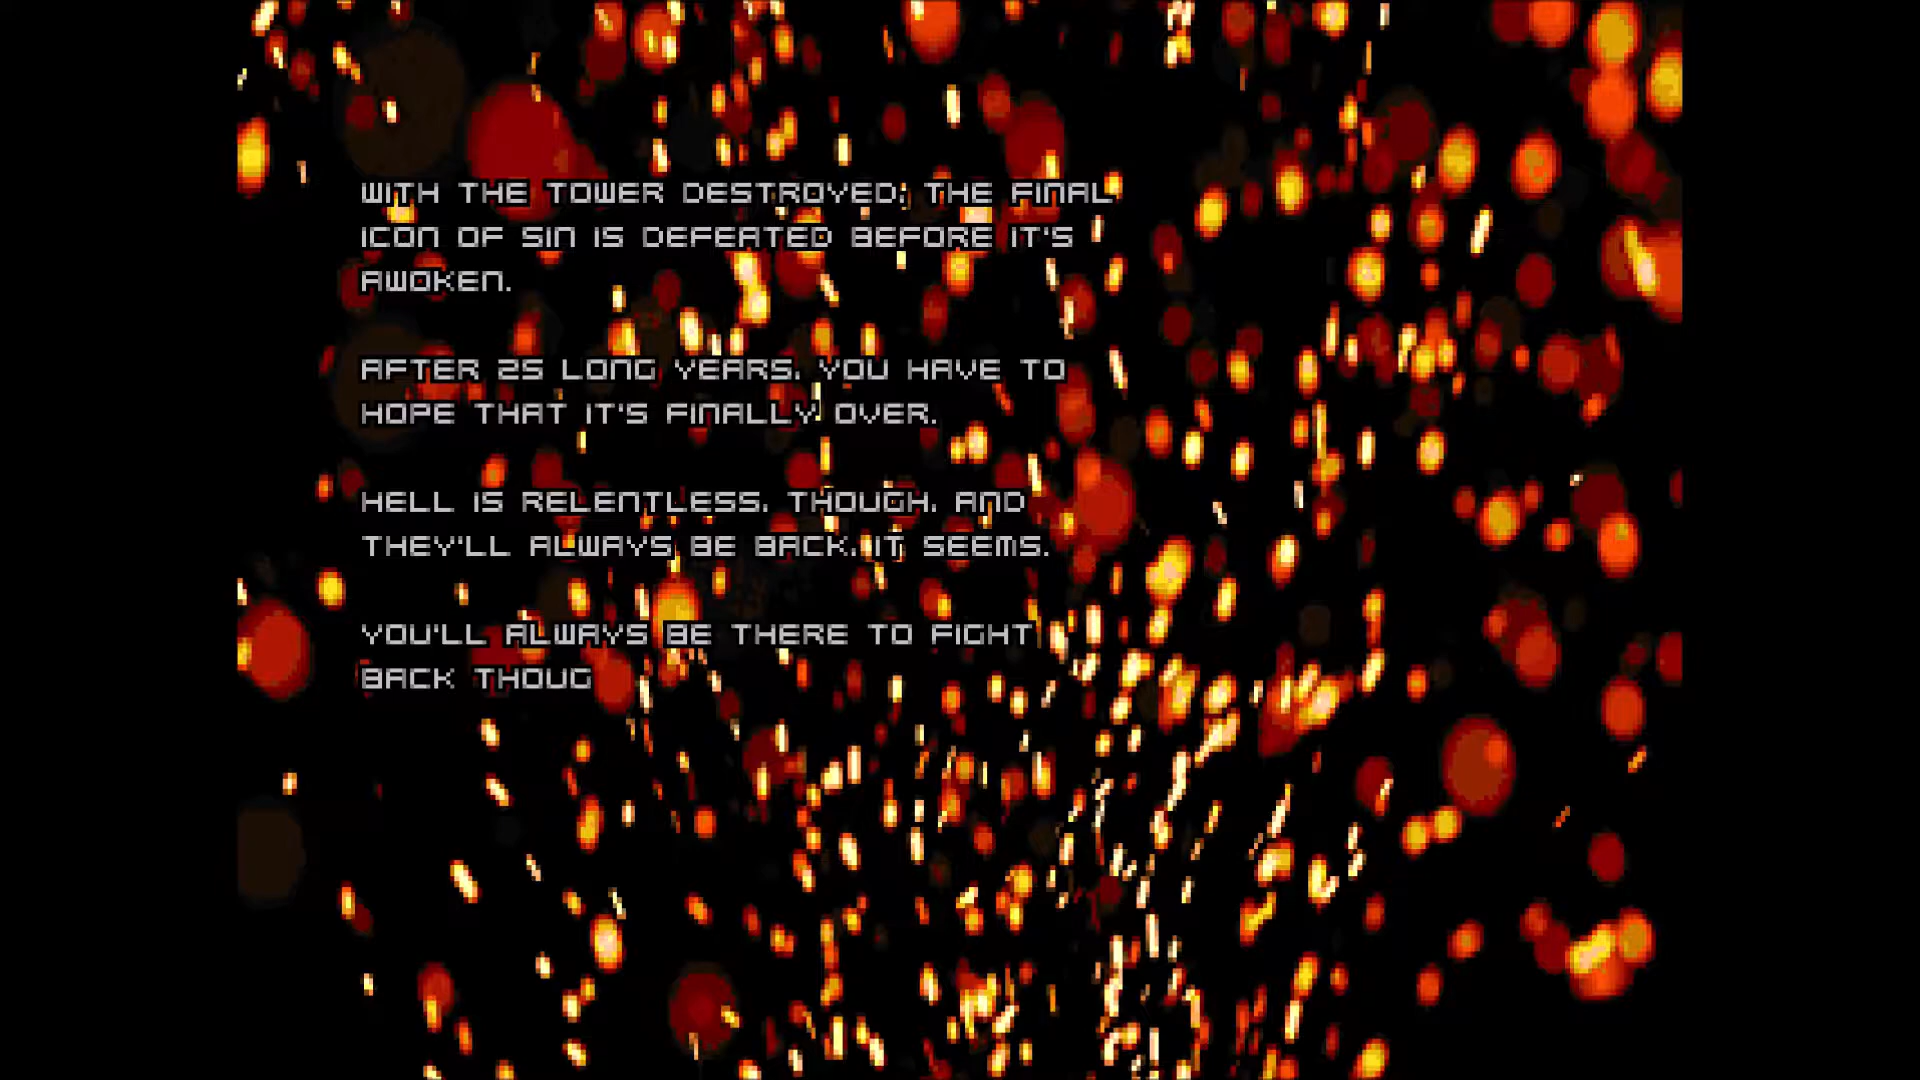 WITH THE TOWER DESTROYED, THE FINAL
ICON OF SIN IS DEFEATED BEFORE IT'S
AWOKEN.
AFTER 25 LONG YEARS, YOU HAVE TO
HOPE THAT IT'S FINALLY OVER.
HELL IS RELENTLESS, THOUGH, AND
THEY'LL ALWAYS BE BACK, IT SEEMS.
YOU'LL ALWAYS BE THERE TO FIGHT
BACK THOUG